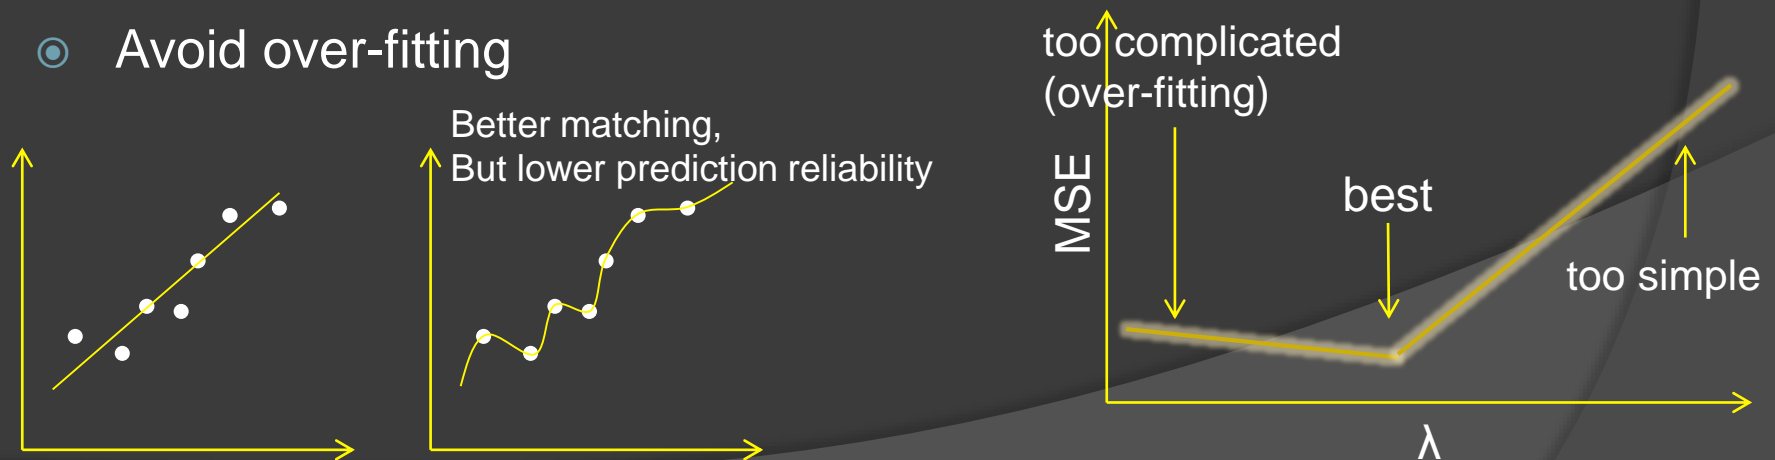 Avoid over-fitting
Better matching,
But lower prediction reliability
too complicated
(over-fitting)
MSE
best
too simple
λ